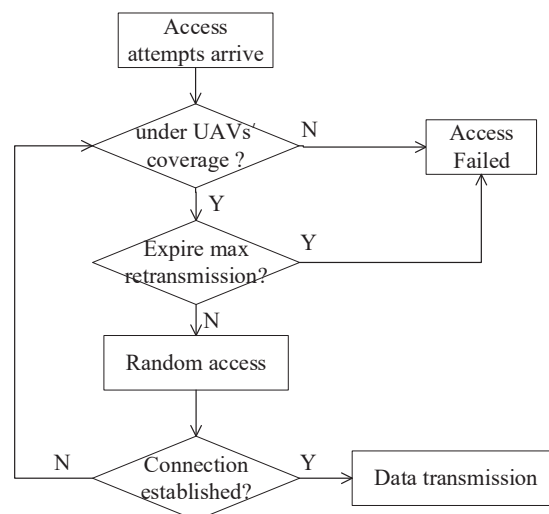 Access
attempts arrive
under UAVs'
coverage ?
N
Access
Failed
Y
Expire max
retransmission?
Y
N
Random access
N
Connection
established?
Y
Data transmission